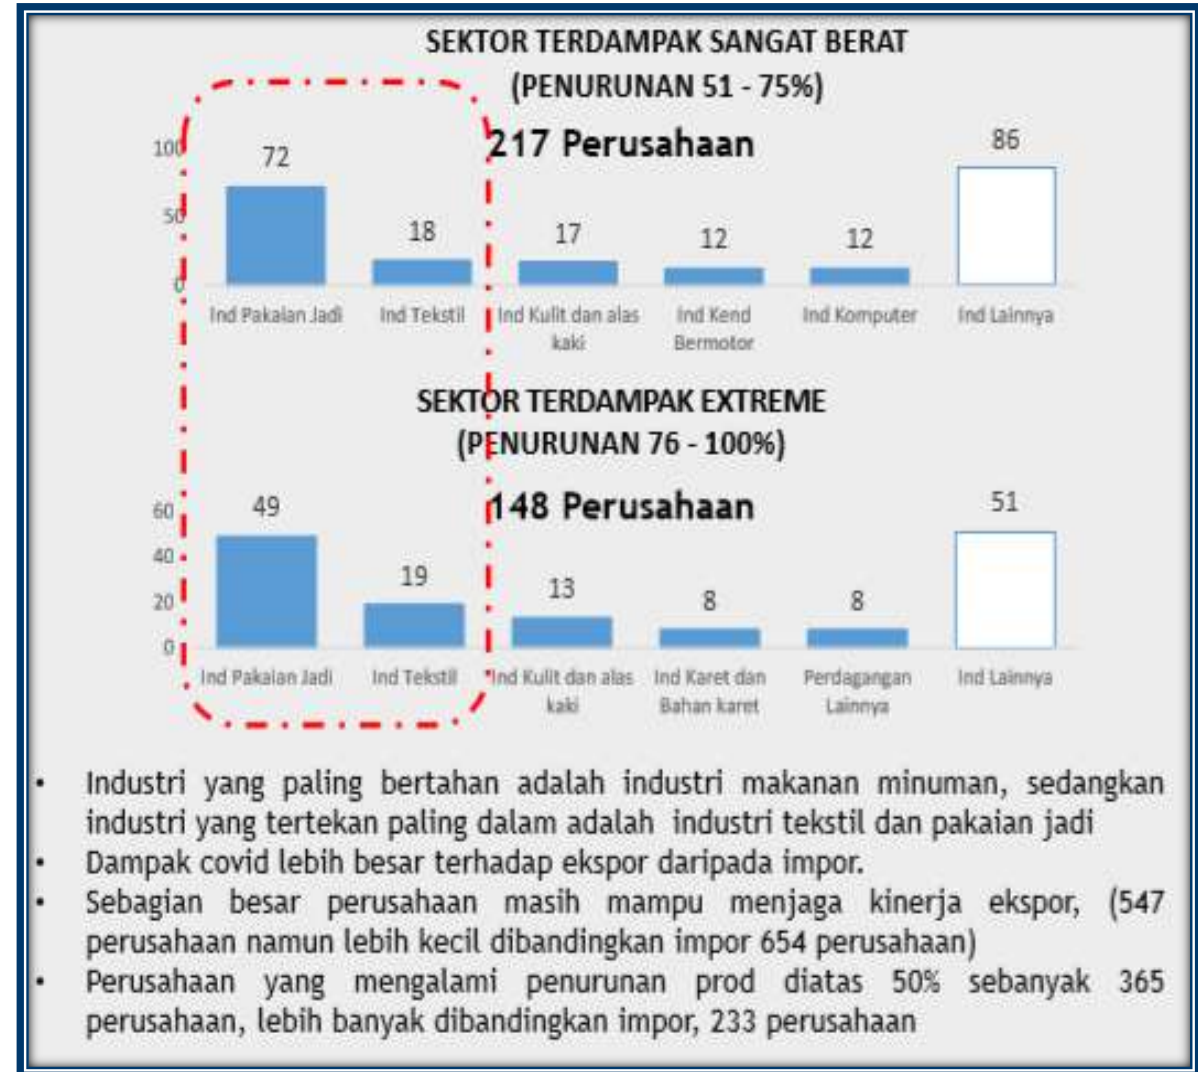 SEKTOR TERDAMPAK SANGAT BERAT
(PENURUNAN 51 - 75%)
217 Perusahaan
100
50
0
72
18
17
12
12
86
Ind Pakaian Jadi
Ind Tekstil
Ind Kulit dan alas
kaki
Ind Kend
Bermotor
Ind Komputer
Ind Lainnya
SEKTOR TERDAMPAK EXTREME
(PENURUNAN 76 - 100%)
148 Perusahaan
60
40
20
0
49
19
13
8
8
51
Ind Pakaian Jadi
Ind Tekstil
Ind Kulit dan alas
kaki
Ind Karet dan
Bahan karet
Perdagangan
Lainnya
Ind Lainnya
• Industri yang paling bertahan adalah industri makanan minuman, sedangkan
industri yang tertekan paling dalam adalah industri tekstil dan pakaian jadi
• Dampak covid lebih besar terhadap ekspor daripada impor.
• Sebagian besar perusahaan masih mampu menjaga kinerja ekspor, (547
perusahaan namun lebih kecil dibandingkan impor 654 perusahaan)
• Perusahaan yang mengalami penurunan prod diatas 50% sebanyak 365
perusahaan, lebih banyak dibandingkan impor, 233 perusahaan